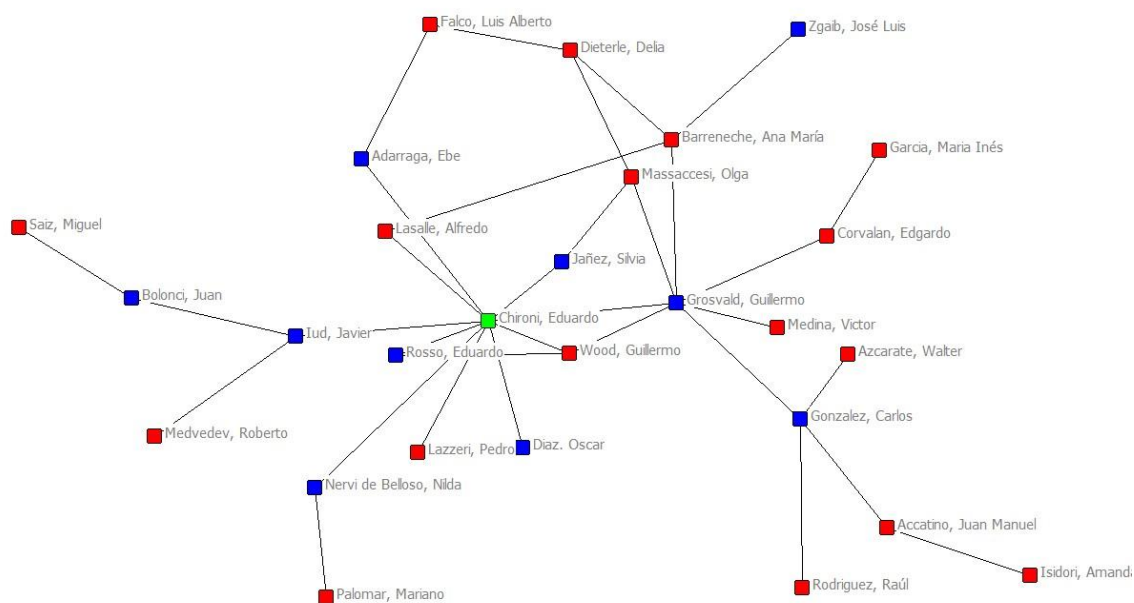 Falco, Luis Alberto
Zgaib, José Luis
Dieterle, Delia
Barreneche, Ana María
Garcia, Maria Inés
Adarraga, Ebe
Massaccesi, Olga
Saiz, Miguel
Lasalle, Alfredo
Corvalan, Edgardo
Jañez, Silvia
Bolonci, Juan
Grosvald, Guillermo
Chironi, Eduardo
Medina, Victor
Iud, Javier
Rosso, Eduardo
Wood, Guillermo
Azcarate, Walter
Gonzalez, Carlos
Medvedev, Roberto
Lazzeri, Pedro
Diaz. Oscar
Nervi de Belloso, Nilda
Accatino, Juan Manuel
Isidori, Amanda
Rodriguez, Raúl
Palomar, Mariano